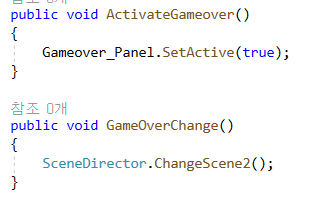 public void ActivateGameover()
{
Gameover_Panel.SetActive(true);
}
참조 0개
public void GameOverChange()
{
SceneDirector.ChangeScene2();
}